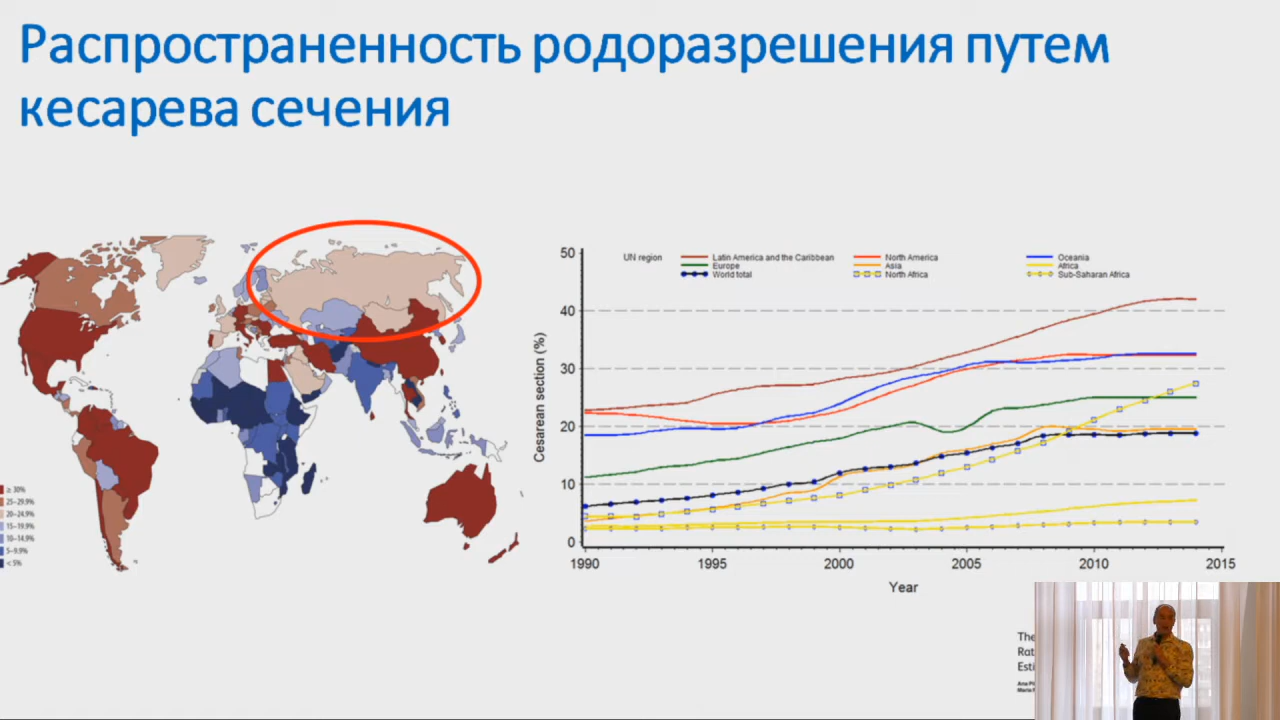 Распространенность родоразрешения путем
кесарева сечения
≥ 30%
25–29.9%
20–24.9%
15–19.9%
10–14.9%
5–9.9%
< 5%
UN region
Latin America and the Caribbean
North America
Oceania
Europe
Asia
Africa
World total
North Africa
Sub-Saharan Africa
Cesarean section (%)
50
40
30
20
10
0
1990 1995 2000 2005 2010 2015
Year
The
Rat
Esti